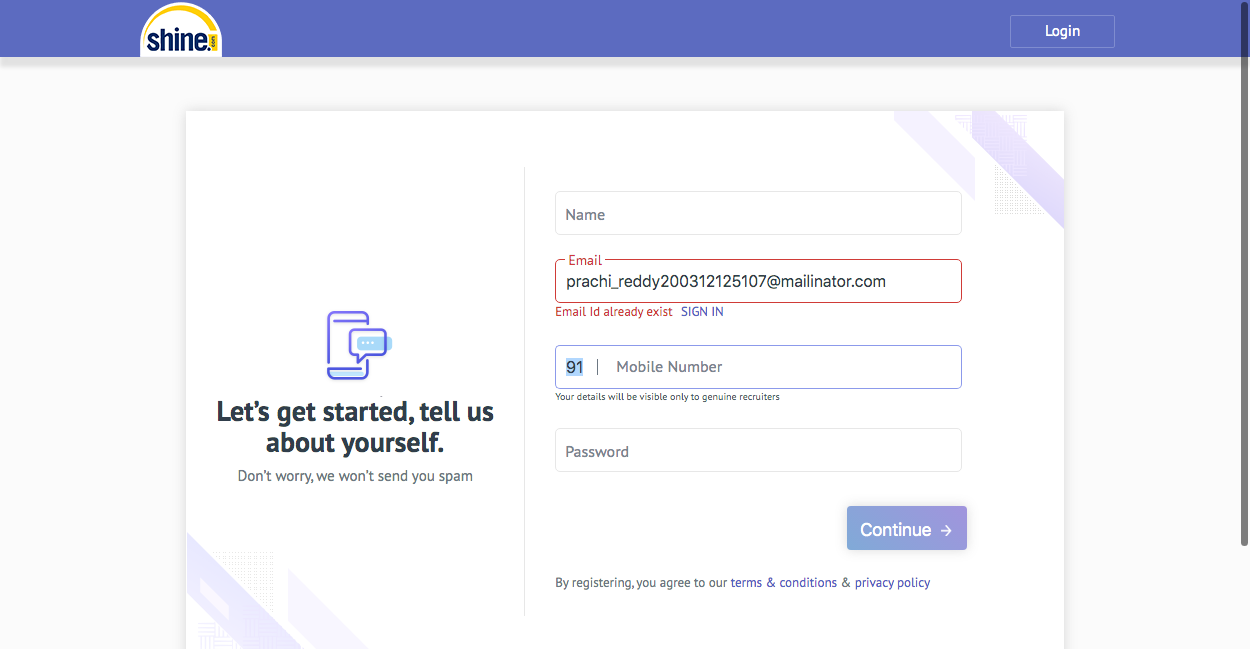 shine.com
Login
Name
Email
prachi_reddy200312125107@mailinator.com
Email Id already exist SIGN IN
91 | Mobile Number
Your details will be visible only to genuine recruiters
Password
Continue →
By registering, you agree to our terms & conditions & privacy policy
Let's get started, tell us
about yourself.
Don't worry, we won't send you spam